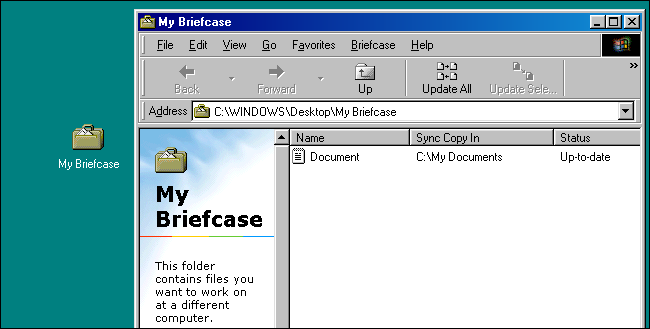 My Briefcase
File Edit View Go Favorites Briefcase Help
Back Forward Up Update All Update Sele...
Address C:\WINDOWS\Desktop\My Briefcase
Name Sync Copy In Status
Document C:\My Documents Up-to-date
My Briefcase
My
Briefcase
This folder
contains files you
want to work on
at a different
computer.